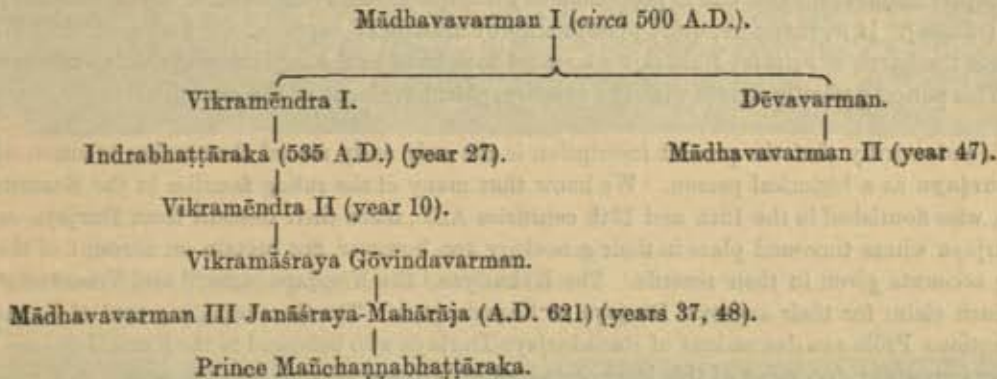 Mādhavavarman I (circa 500 A.D.).
Vikramēndra I. Dēvavarman.
Indrabhaṭṭāraka (535 A.D.) (year 27). Mādhavavarman II (year 47).
Vikramēndra II (year 10).
Vikramāśraya Gōvindavarman.
Mādhavavarman III Janāśraya-Mahārāja (A.D. 621) (years 37, 48).
Prince Mañchaṇṇabhaṭṭāraka.